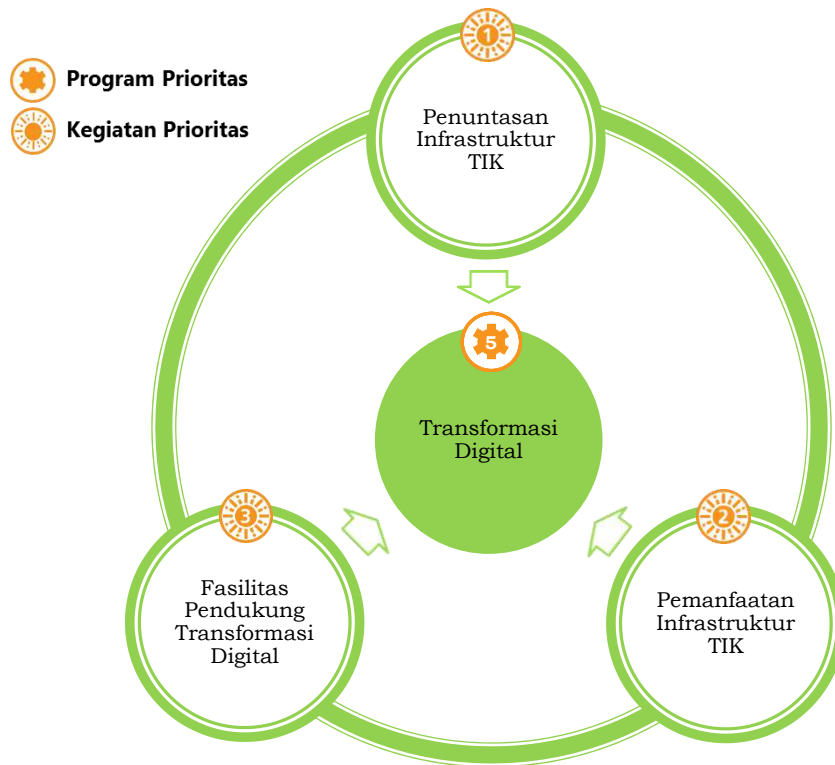 Program Prioritas
Kegiatan Prioritas
1
Penuntasan
Infrastruktur
TIK
5
Transformasi
Digital
3
Fasilitas
Pendukung
Transformasi
Digital
2
Pemanfaatan
Infrastruktur
TIK